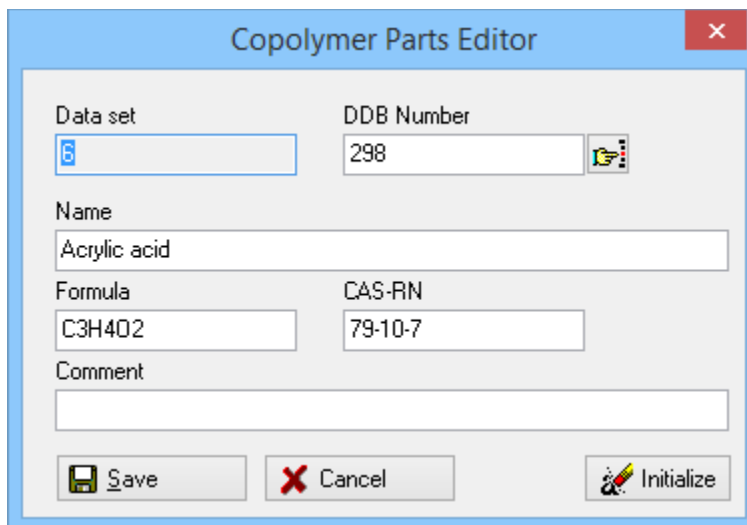 Copolymer Parts Editor
Data set DDB Number
6 298
Name
Acrylic acid
Formula CAS-RN
C3H4O2 79-10-7
Comment
Save Cancel Initialize